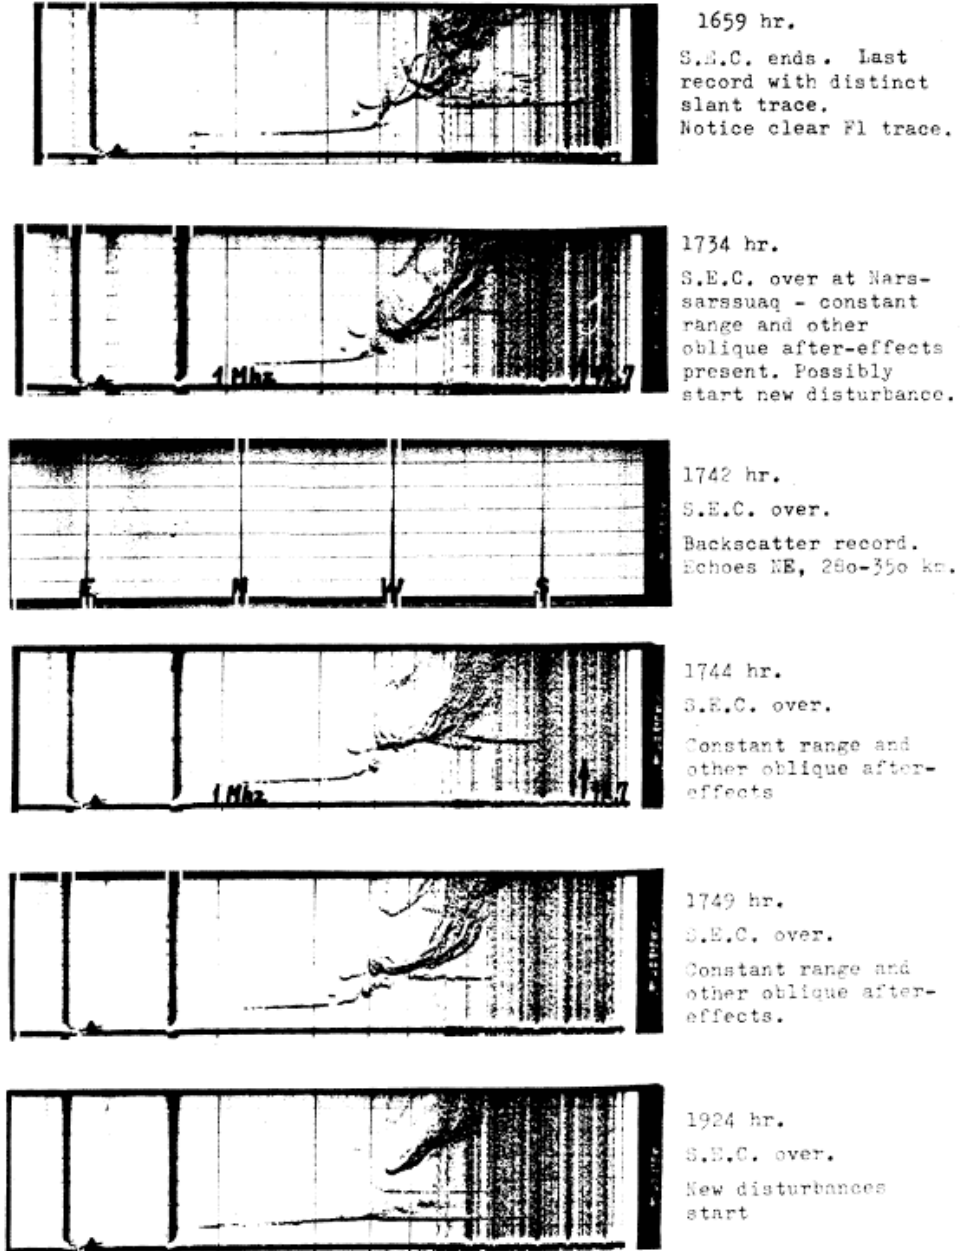 1659 hr.
S.E.C. ends. Last
record with distinct
slant trace.
Notice clear F1 trace.
1734 hr.
S.E.C. over at Nars-
sarssuaq - constant
range and other
oblique after-effects
present. Possibly
start new disturbance.
1 Mhz
1742 hr.
S.E.C. over.
Backscatter record.
Echoes NE, 280-350 km.
E N W S
1744 hr.
S.E.C. over.
Constant range and
other oblique after-
effects
1 Mhz
1749 hr.
S.E.C. over.
Constant range and
other oblique after-
effects.
1924 hr.
S.E.C. over.
New disturbances
start